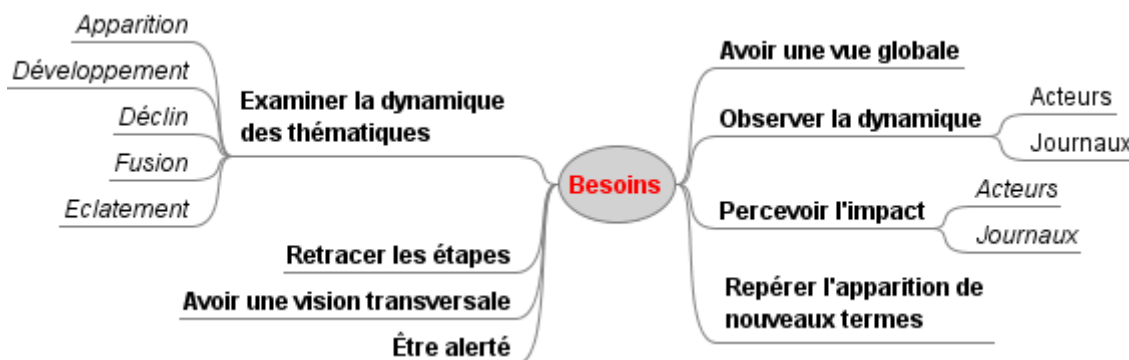 Apparition
Développement
Déclin
Fusion
Eclatement
Examiner la dynamique
des thématiques
Retracer les étapes
Avoir une vision transversale
Être alerté
Besoins
Avoir une vue globale
Observer la dynamique
Acteurs
Journaux
Percevoir l'impact
Acteurs
Journaux
Repérer l'apparition de
nouveaux termes